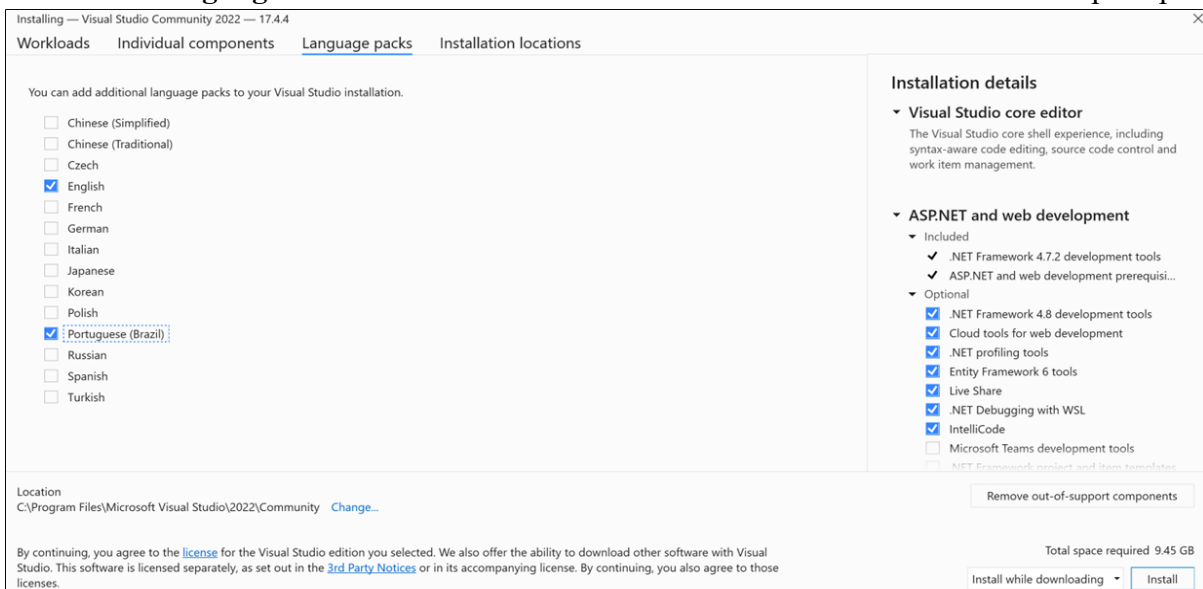 Installing — Visual Studio Community 2022 — 17.4.4
Workloads Individual components Language packs Installation locations
You can add additional language packs to your Visual Studio installation.
Chinese (Simplified)
Chinese (Traditional)
Czech
English
French
German
Italian
Japanese
Korean
Polish
Portuguese (Brazil)
Russian
Spanish
Turkish
Installation details
Visual Studio core editor
The Visual Studio core shell experience, including
syntax-aware code editing, source code control and
work item management.
ASP.NET and web development
Included
.NET Framework 4.7.2 development tools
ASP.NET and web development prerequisi...
Optional
.NET Framework 4.8 development tools
Cloud tools for web development
.NET profiling tools
Entity Framework 6 tools
Live Share
.NET Debugging with WSL
IntelliCode
Microsoft Teams development tools
.NET Framework project and item templates
Location
C:\Program Files\Microsoft Visual Studio\2022\Community Change...
Remove out-of-support components
By continuing, you agree to the license for the Visual Studio edition you selected. We also offer the ability to download other software with Visual
Studio. This software is licensed separately, as set out in the 3rd Party Notices or in its accompanying license. By continuing, you also agree to those
licenses.
Total space required 9.45 GB
Install while downloading Install